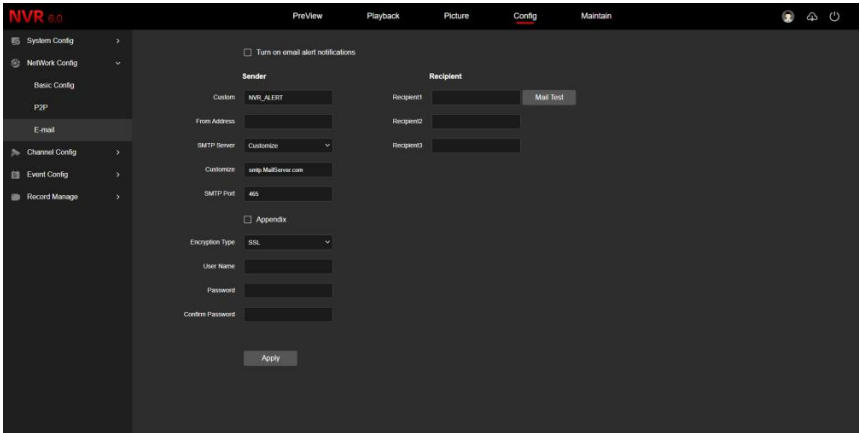 NVR 6.0
PreView Playback Picture Config Maintain
System Config
NetWork Config
Basic Config
P2P
E-mail
Channel Config
Event Config
Record Manage
Turn on email alert notifications
Sender
Custom NVR_ALERT
From Address
SMTP Server Customize
Customize smtp.MailServer.com
SMTP Port 465
Appendix
Encryption Type SSL
User Name
Password
Confirm Password
Apply
Recipient
Recipient1 Mail Test
Recipient2
Recipient3